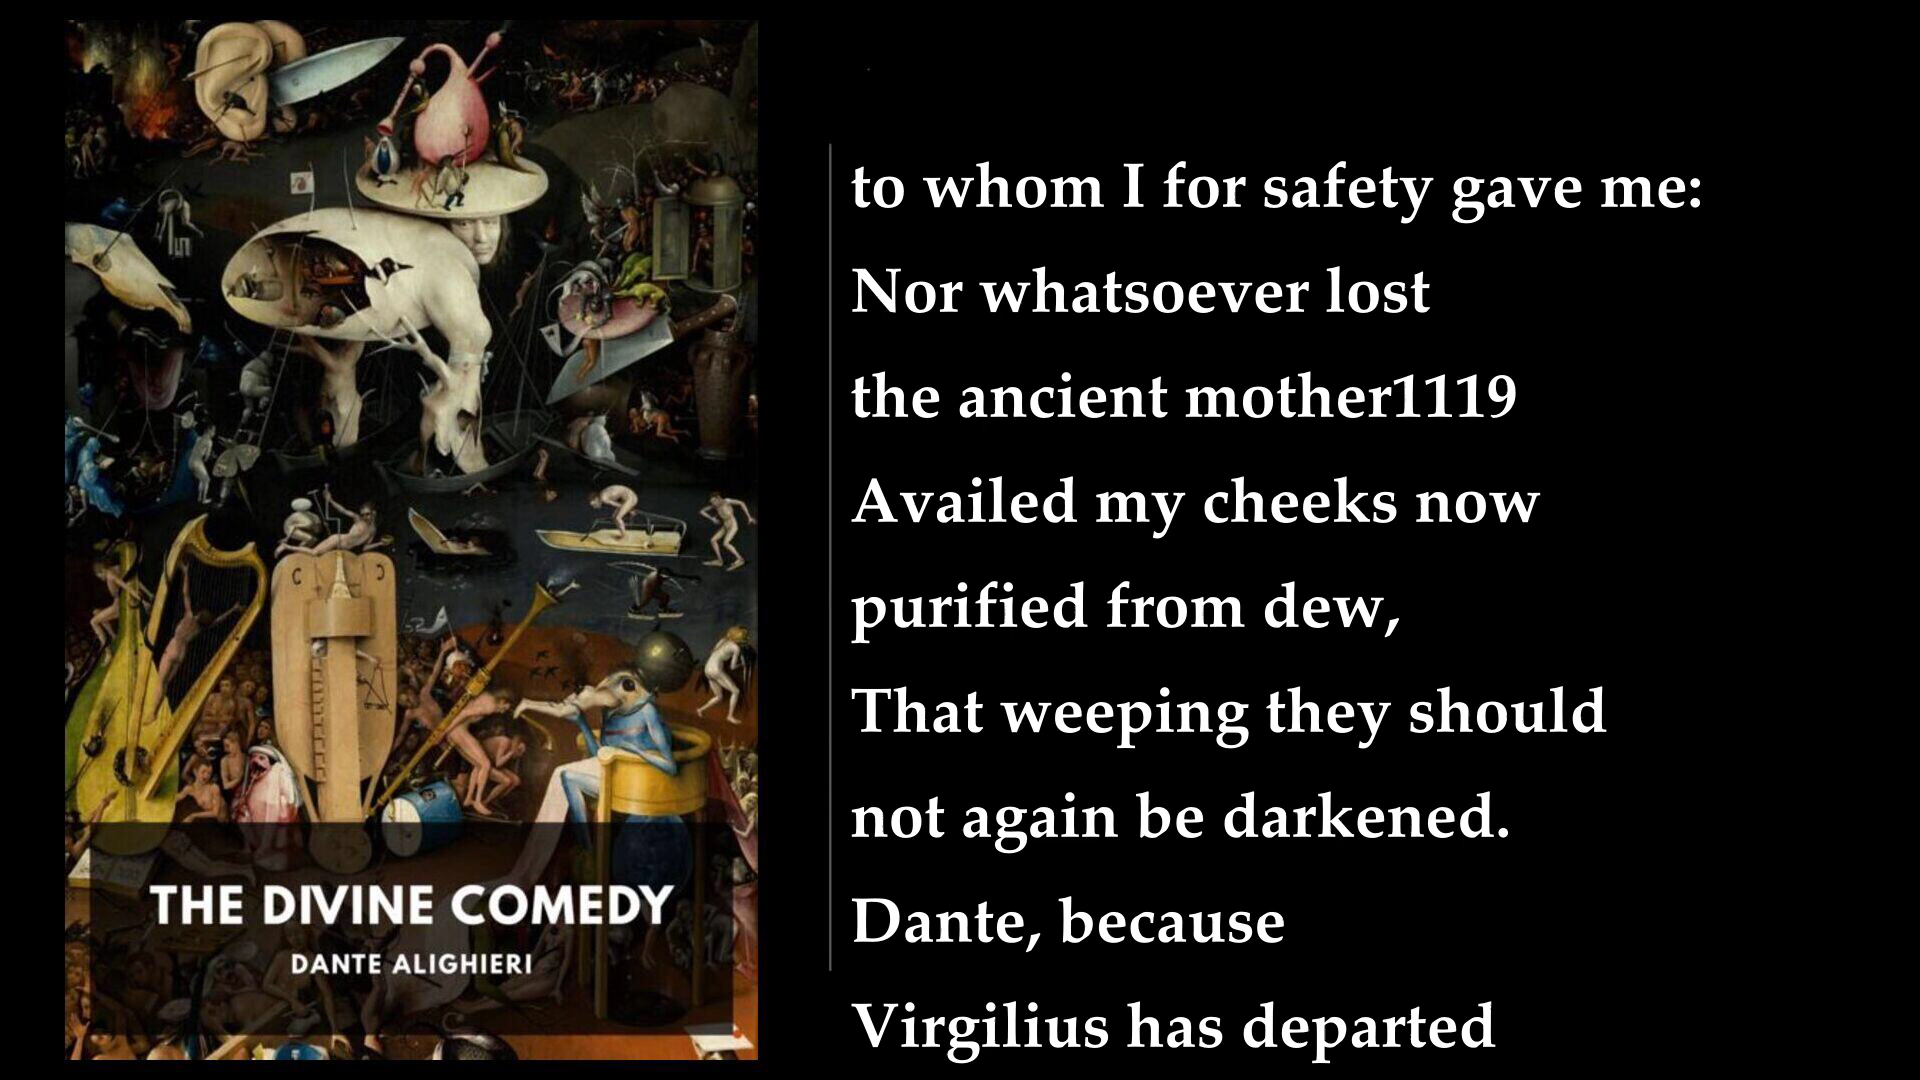 THE DIVINE COMEDY
DANTE ALIGHIERI
to whom I for safety gave me:
Nor whatsoever lost
the ancient mother1119
Availed my cheeks now
purified from dew,
That weeping they should
not again be darkened.
Dante, because
Virgilius has departed